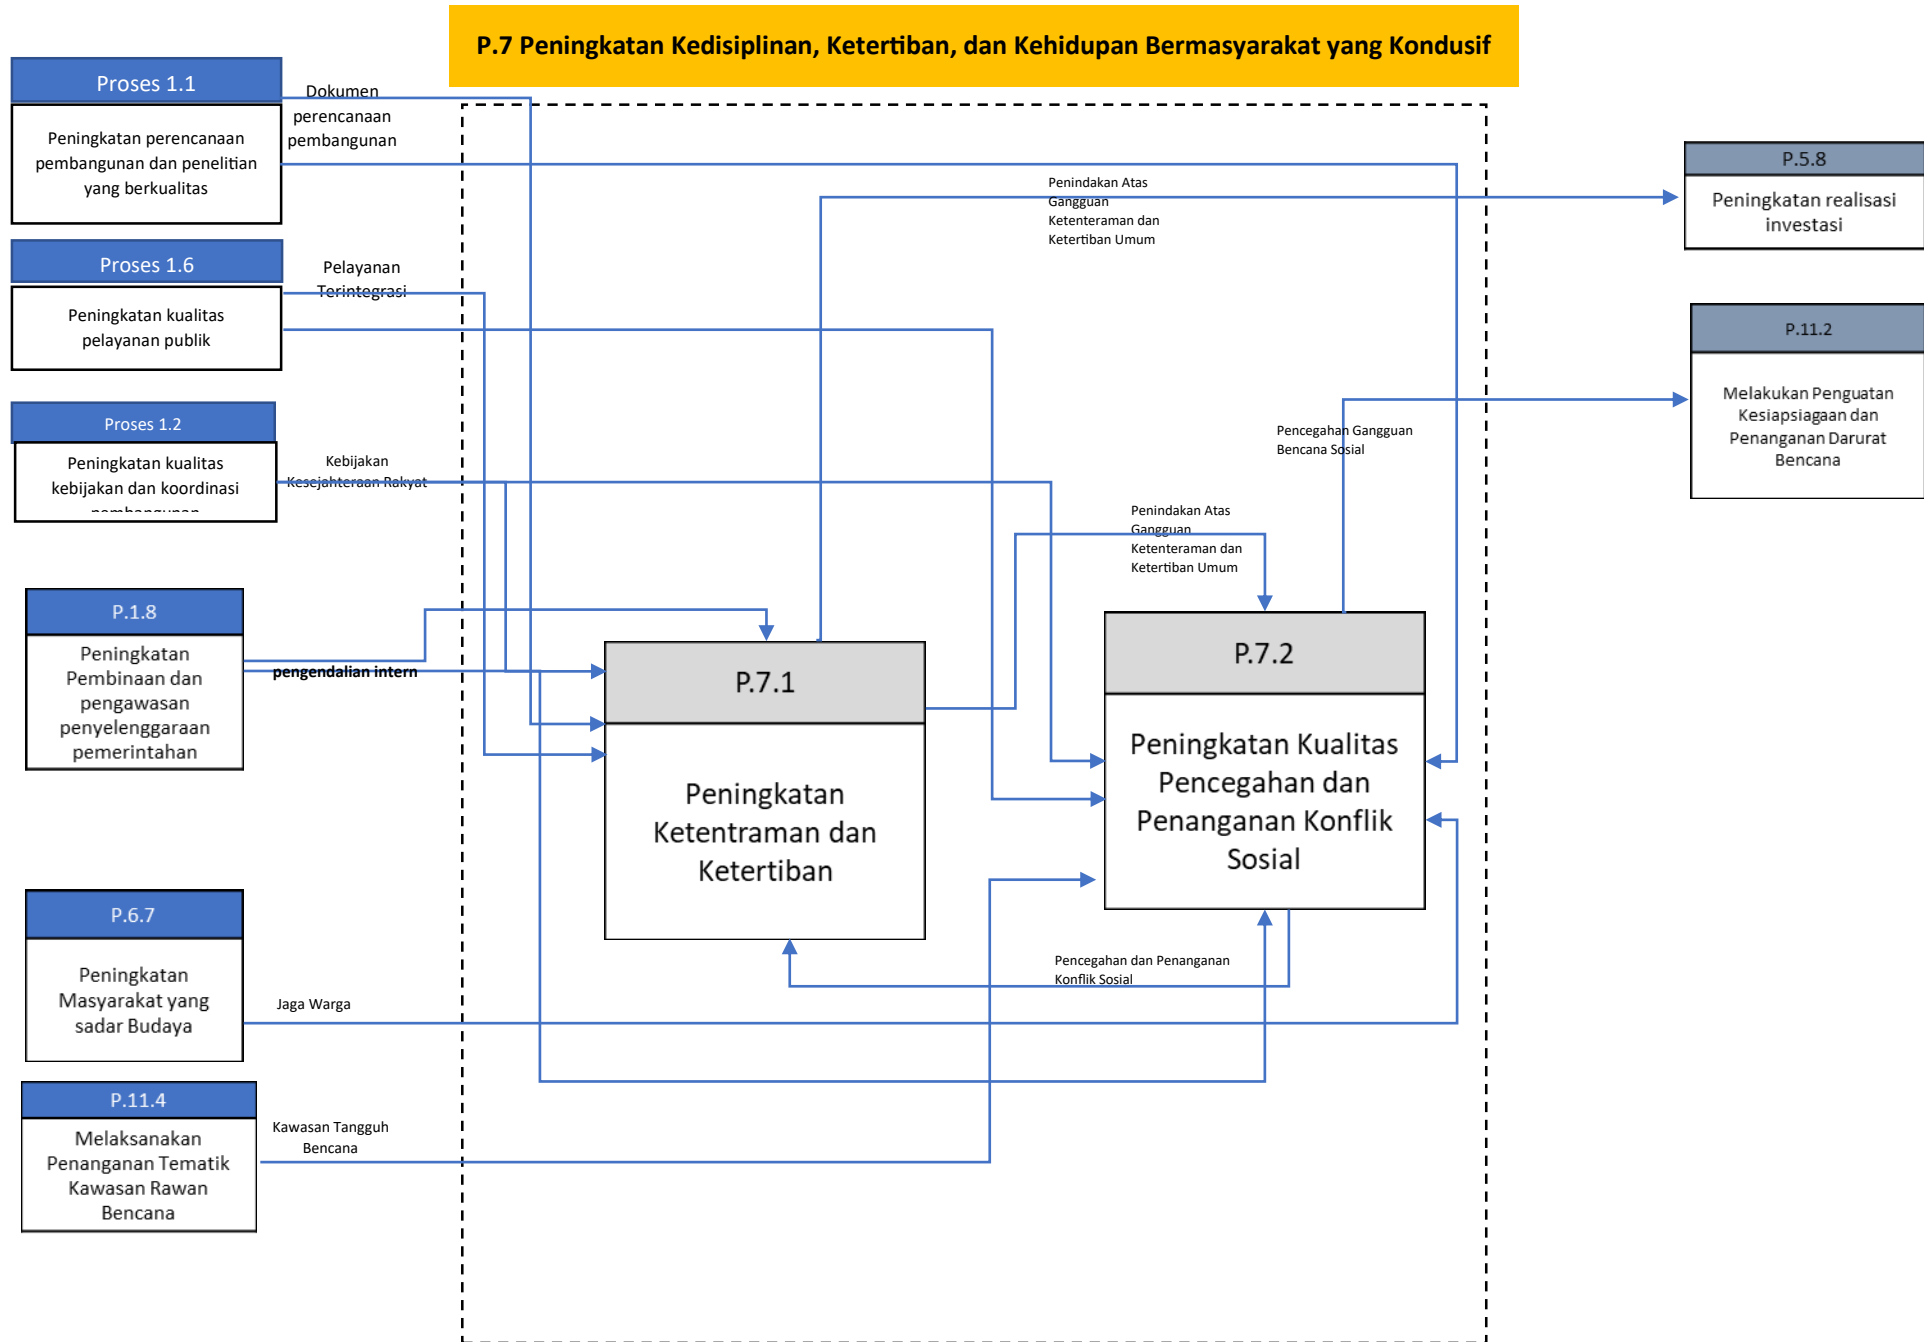 P.7 Peningkatan Kedisiplinan, Ketertiban, dan Kehidupan Bermasyarakat yang Kondusif
Proses 1.1
Peningkatan perencanaan
pembangunan dan penelitian
yang berkualitas
Dokumen
perencanaan
pembangunan
Proses 1.6
Peningkatan kualitas
pelayanan publik
Pelayanan
Terintegrasi
Proses 1.2
Peningkatan kualitas
kebijakan dan koordinasi
pembangunan
Kebijakan
Kesejahteraan Rakyat
P.1.8
Peningkatan
Pembinaan dan
pengawasan
penyelenggaraan
pemerintahan
pengendalian intern
P.6.7
Peningkatan
Masyarakat yang
sadar Budaya
Jaga Warga
P.11.4
Melaksanakan
Penanganan Tematik
Kawasan Rawan
Bencana
Kawasan Tangguh
Bencana
P.7.1
Peningkatan
Ketentraman dan
Ketertiban
Penindakan Atas
Gangguan
Ketenteraman dan
Ketertiban Umum
Penindakan Atas
Gangguan
Ketenteraman dan
Ketertiban Umum
P.7.2
Peningkatan Kualitas
Pencegahan dan
Penanganan Konflik
Sosial
Pencegahan dan Penanganan
Konflik Sosial
Pencegahan Gangguan
Bencana Sosial
P.5.8
Peningkatan realisasi
investasi
P.11.2
Melakukan Penguatan
Kesiapsiagaan dan
Penanganan Darurat
Bencana